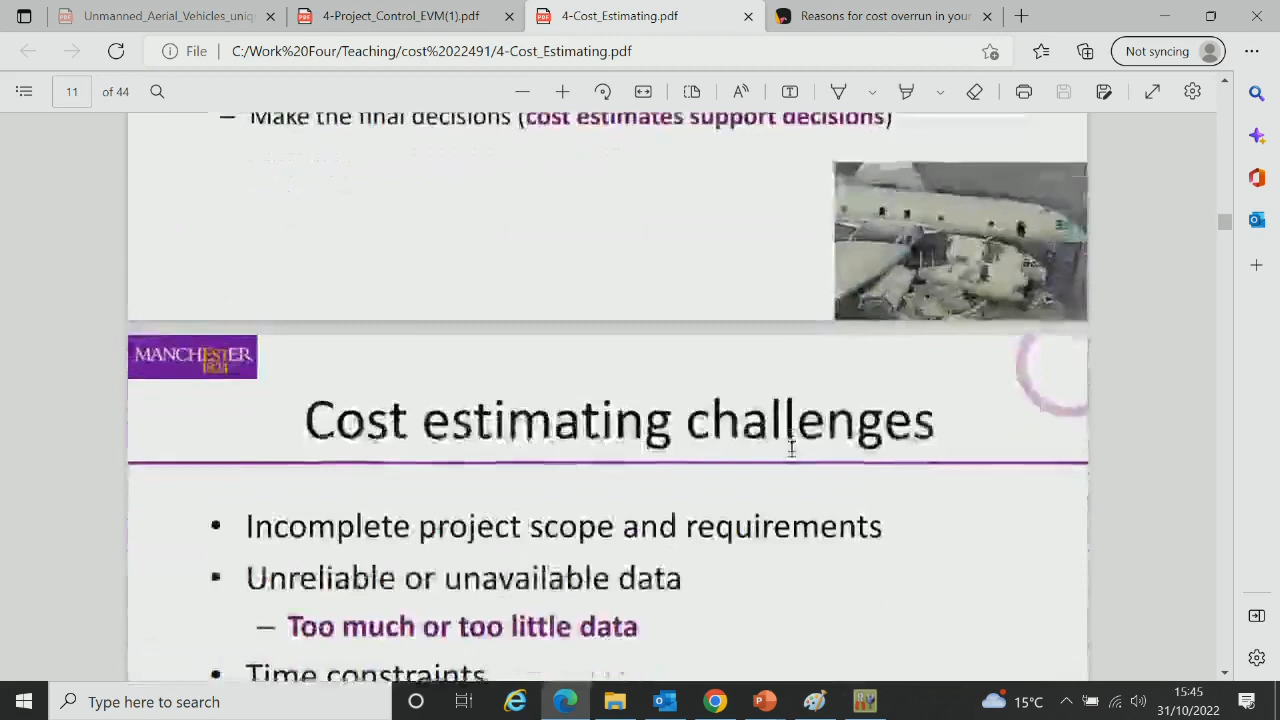 Unmanned_Aerial_Vehicles_uniq
4-Project_Control_EVM(1).pdf
4-Cost_Estimating.pdf
Reasons for cost overrun in your
File
C:/Work%20Four/Teaching/cost%2022491/4-Cost_Estimating.pdf
Not syncing
11 of 44
– Make the final decisions (cost estimates support decisions)
MANCHESTER
1824
Cost estimating challenges
• Incomplete project scope and requirements
• Unreliable or unavailable data
– Too much or too little data
• Time constraints
Type here to search
15°C
15:45
31/10/2022